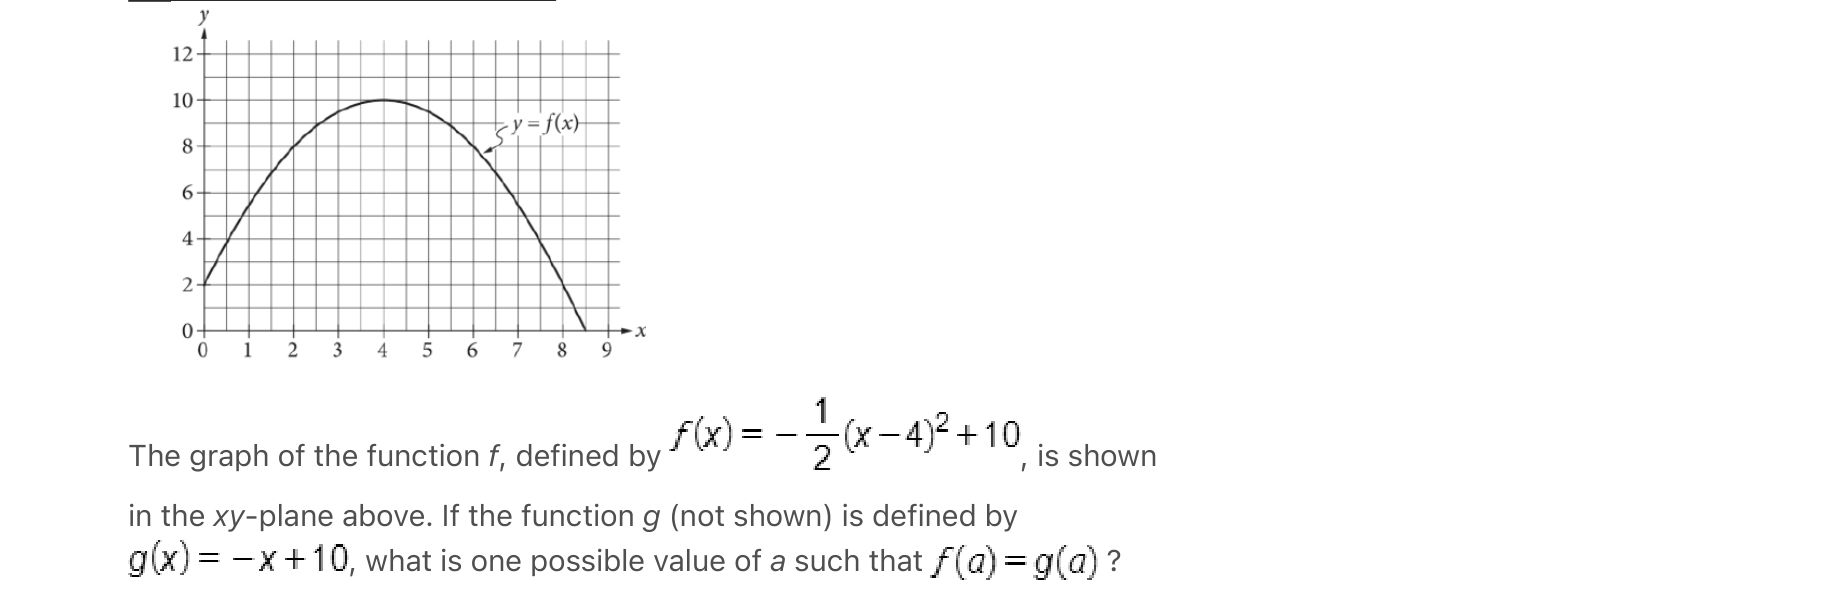 y
12
10
y = f(x)
8
6
4
2
0
x
0 1 2 3 4 5 6 7 8 9
The graph of the function f, defined by f(x) = -\frac{1}{2}(x-4)^2+10, is shown
in the xy-plane above. If the function g (not shown) is defined by
g(x) = -x+10, what is one possible value of a such that f(a)=g(a) ?